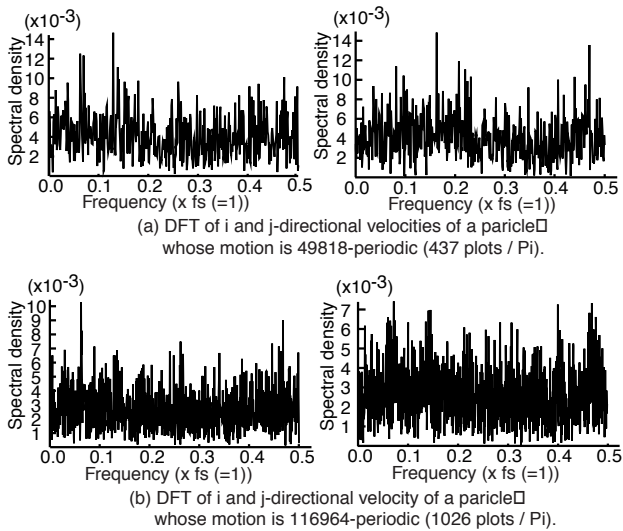 (x10-3)
14
12
10
8
6
4
2
Spectral density
0.0 0.1 0.2 0.3 0.4 0.5
Frequency (x fs (=1))
(x10-3)
14
12
10
8
6
4
2
Spectral density
0.0 0.1 0.2 0.3 0.4 0.5
Frequency (x fs (=1))
(a) DFT of i and j-directional velocities of a paricle□
whose motion is 49818-periodic (437 plots / Pi).
(x10-3)
10
9
8
7
6
5
4
3
2
1
Spectral density
0.0 0.1 0.2 0.3 0.4 0.5
Frequency (x fs (=1))
(x10-3)
7
6
5
4
3
2
1
Spectral density
0.0 0.1 0.2 0.3 0.4 0.5
Frequency (x fs (=1))
(b) DFT of i and j-directional velocity of a paricle□
whose motion is 116964-periodic (1026 plots / Pi).